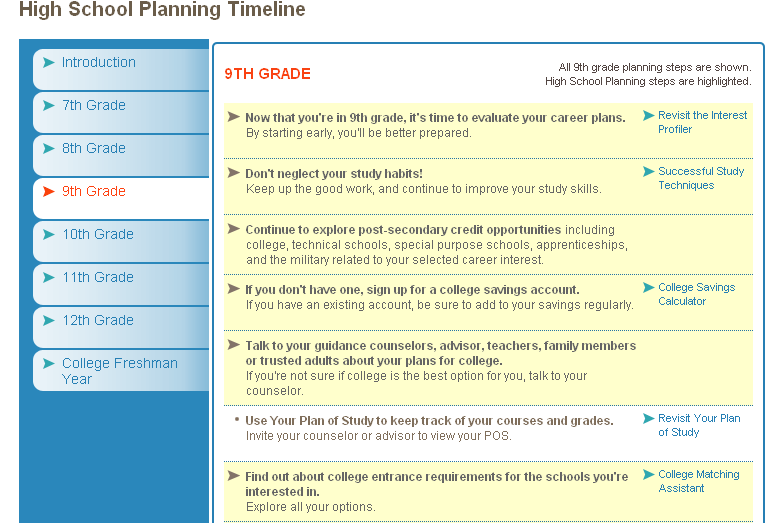 High School Planning Timeline
Introduction
7th Grade
8th Grade
9th Grade
10th Grade
11th Grade
12th Grade
College Freshman
Year
9TH GRADE
All 9th grade planning steps are shown.
High School Planning steps are highlighted.
Now that you're in 9th grade, it's time to evaluate your career plans.
By starting early, you'll be better prepared.
Revisit the Interest
Profiler
Don't neglect your study habits!
Keep up the good work, and continue to improve your study skills.
Successful Study
Techniques
Continue to explore post-secondary credit opportunities including
college, technical schools, special purpose schools, apprenticeships,
and the military related to your selected career interest.
If you don't have one, sign up for a college savings account.
If you have an existing account, be sure to add to your savings regularly.
College Savings
Calculator
Talk to your guidance counselors, advisor, teachers, family members
or trusted adults about your plans for college.
If you're not sure if college is the best option for you, talk to your
counselor.
Use Your Plan of Study to keep track of your courses and grades.
Invite your counselor or advisor to view your POS.
Revisit Your Plan
of Study
Find out about college entrance requirements for the schools you're
interested in.
Explore all your options.
College Matching
Assistant